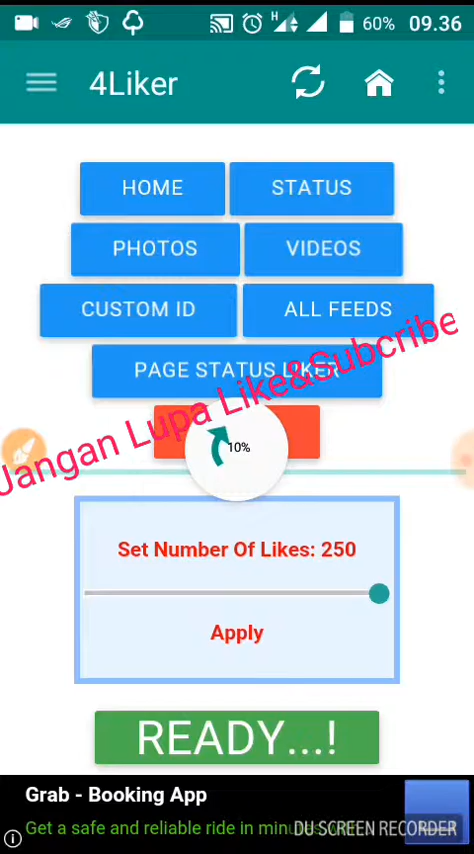 H 60% 09.36
4Liker
HOME STATUS
PHOTOS VIDEOS
CUSTOM ID ALL FEEDS
PAGE STATUS LIKER
Jangan Lupa Like&Subcribe
10%
Set Number Of Likes: 250
Apply
READY...!
Grab - Booking App
Get a safe and reliable ride in minutes
DU SCREEN RECORDER